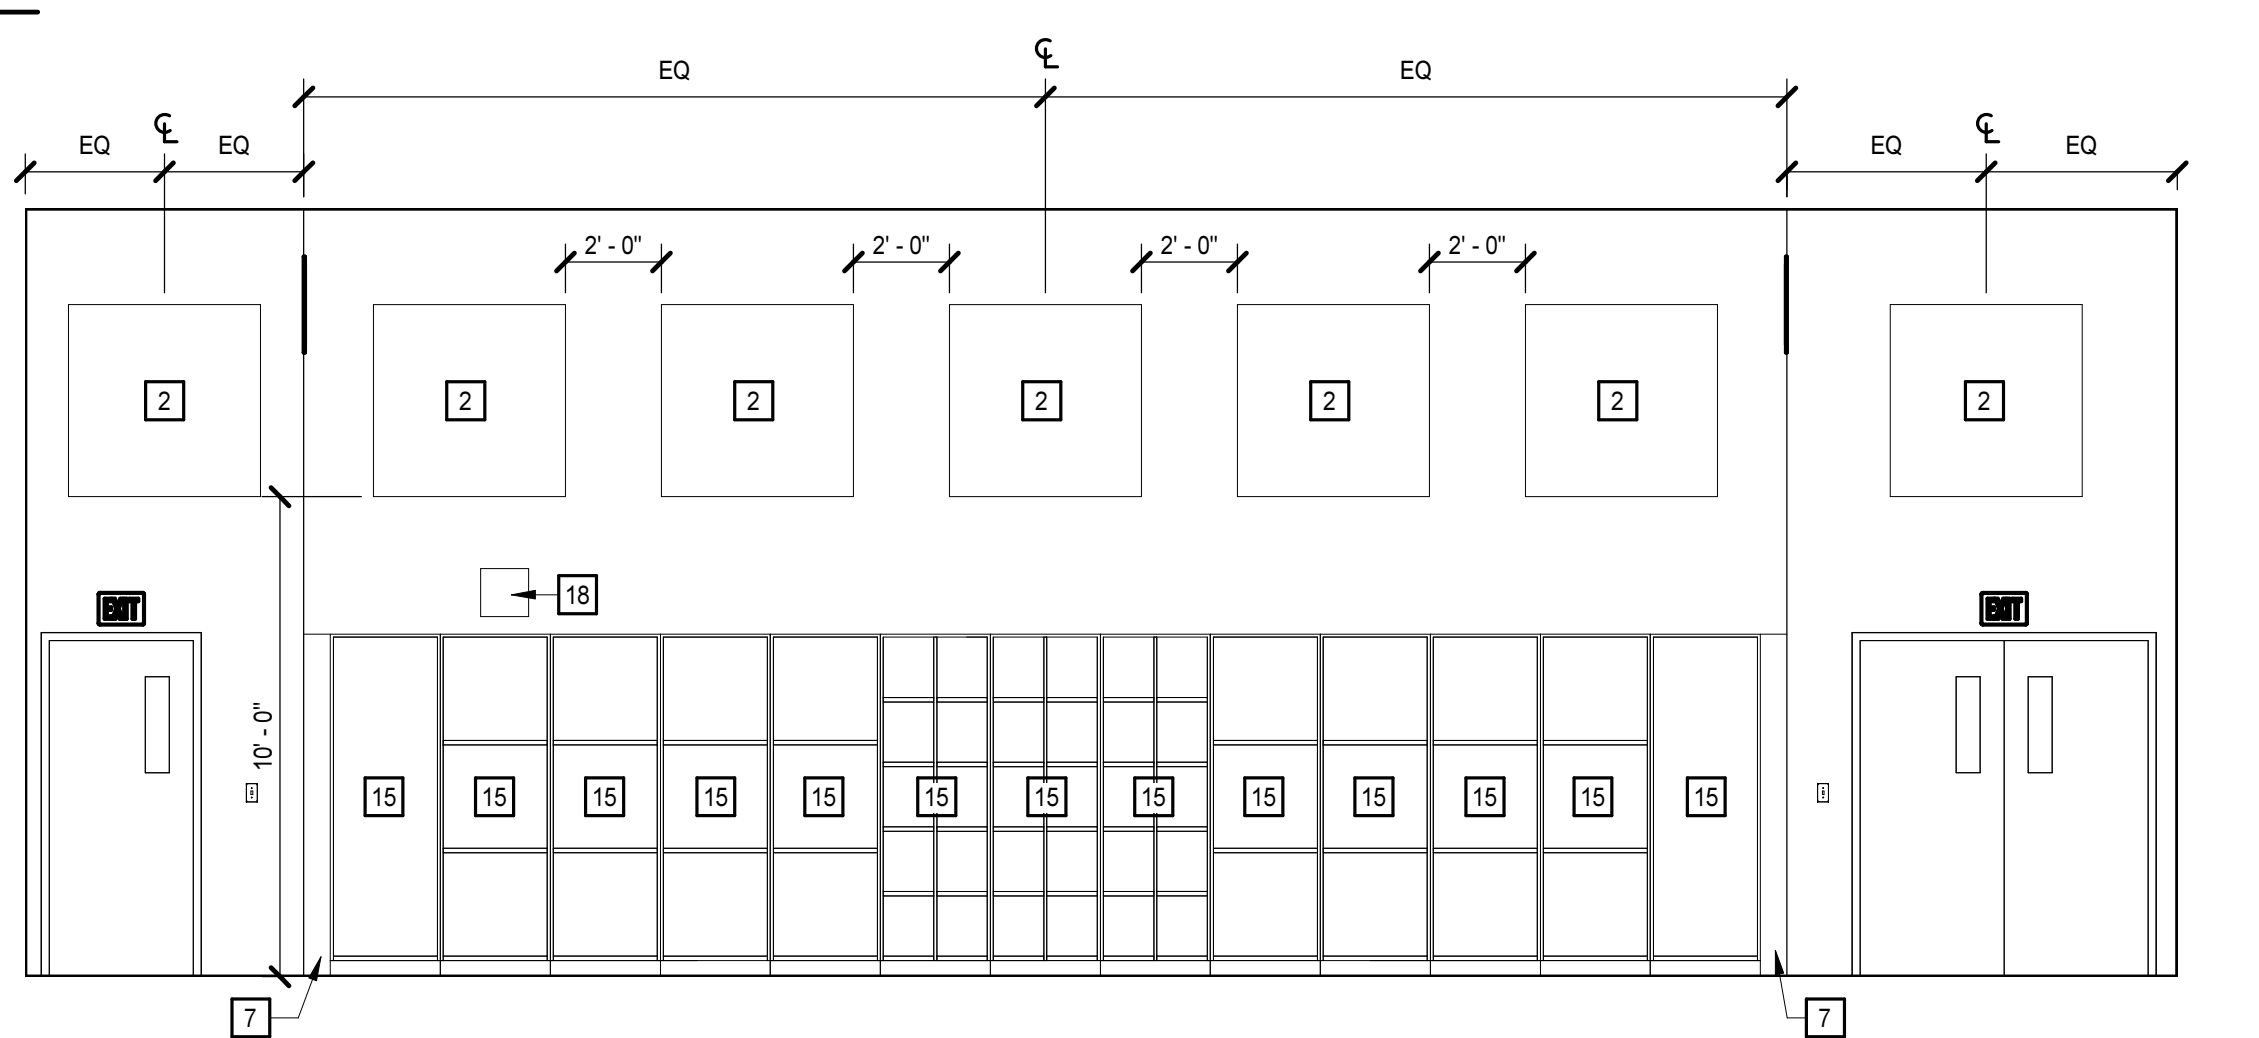 ℄
EQ EQ
℄ ℄
EQ EQ EQ EQ
2' - 0" 2' - 0" 2' - 0" 2' - 0"
2 2 2 2 2 2 2
18
EXIT EXIT
10' - 0"
15 15 15 15 15 15 15 15 15 15 15 15 15
7 7